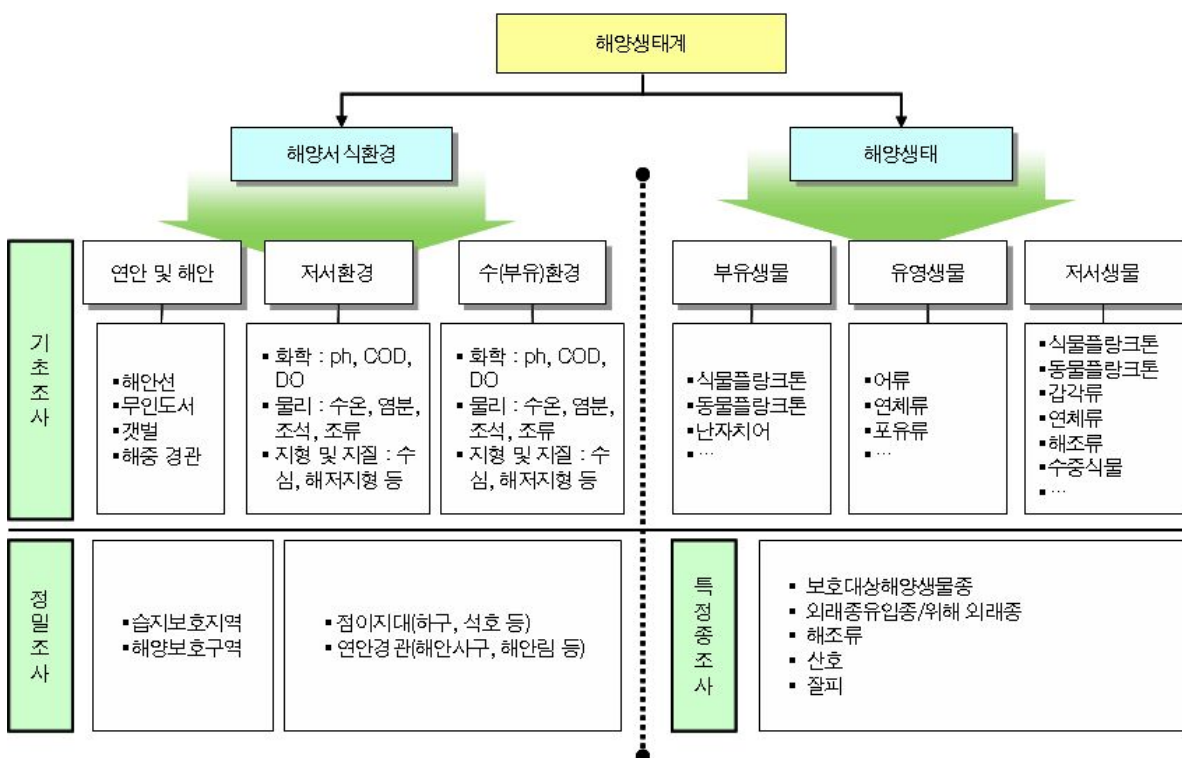 해양생태계
해양서식환경
해양생태
기초조사
연안 및 해안
▪해안선
▪무인도서
▪갯벌
▪해중 경관
저서환경
▪ 화학 : ph, COD,
DO
▪ 물리 : 수온, 염분,
조석, 조류
▪ 지형 및 지질 : 수
심, 해저지형 등
수(부유)환경
▪ 화학 : ph, COD,
DO
▪ 물리 : 수온, 염분,
조석, 조류
▪ 지형 및 지질 : 수
심, 해저지형 등
부유생물
▪식물플랑크톤
▪동물플랑크톤
▪난자치어
▪…
유영생물
▪어류
▪연체류
▪포유류
▪…
저서생물
▪식물플랑크톤
▪동물플랑크톤
▪갑각류
▪연체류
▪해조류
▪수중식물
▪…
정밀조사
▪습지보호지역
▪해양보호구역
▪점이지대(하구, 석호 등)
▪연안경관(해안사구, 해안림 등)
특정종조사
▪ 보호대상해양생물종
▪ 외래종유입종/위해 외래종
▪ 해조류
▪ 산호
▪ 잘피